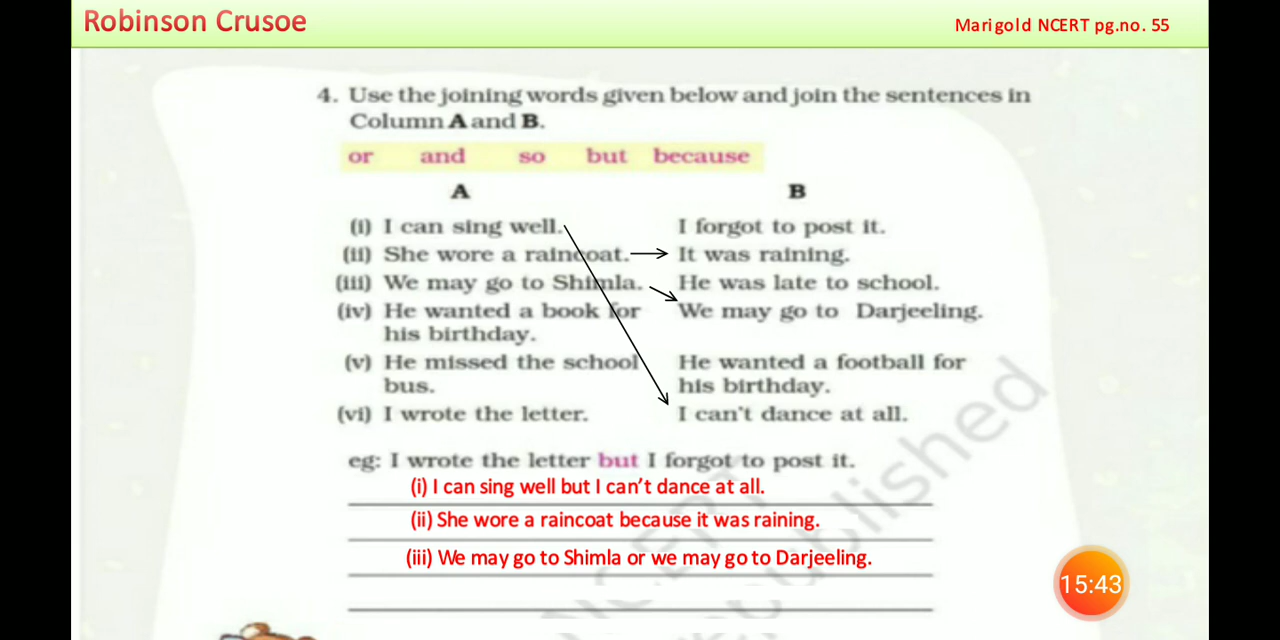 Robinson Crusoe
Marigold NCERT pg.no. 55
4. Use the joining words given below and join the sentences in
Column A and B.
or and so but because
A B
(i) I can sing well. I forgot to post it.
(ii) She wore a raincoat. It was raining.
(iii) We may go to Shimla. He was late to school.
(iv) He wanted a book for We may go to Darjeeling.
his birthday.
(v) He missed the school He wanted a football for
bus. his birthday.
(vi) I wrote the letter. I can't dance at all.
eg: I wrote the letter but I forgot to post it.
(i) I can sing well but I can't dance at all.
(ii) She wore a raincoat because it was raining.
(iii) We may go to Shimla or we may go to Darjeeling.
15:43
NCERT
published